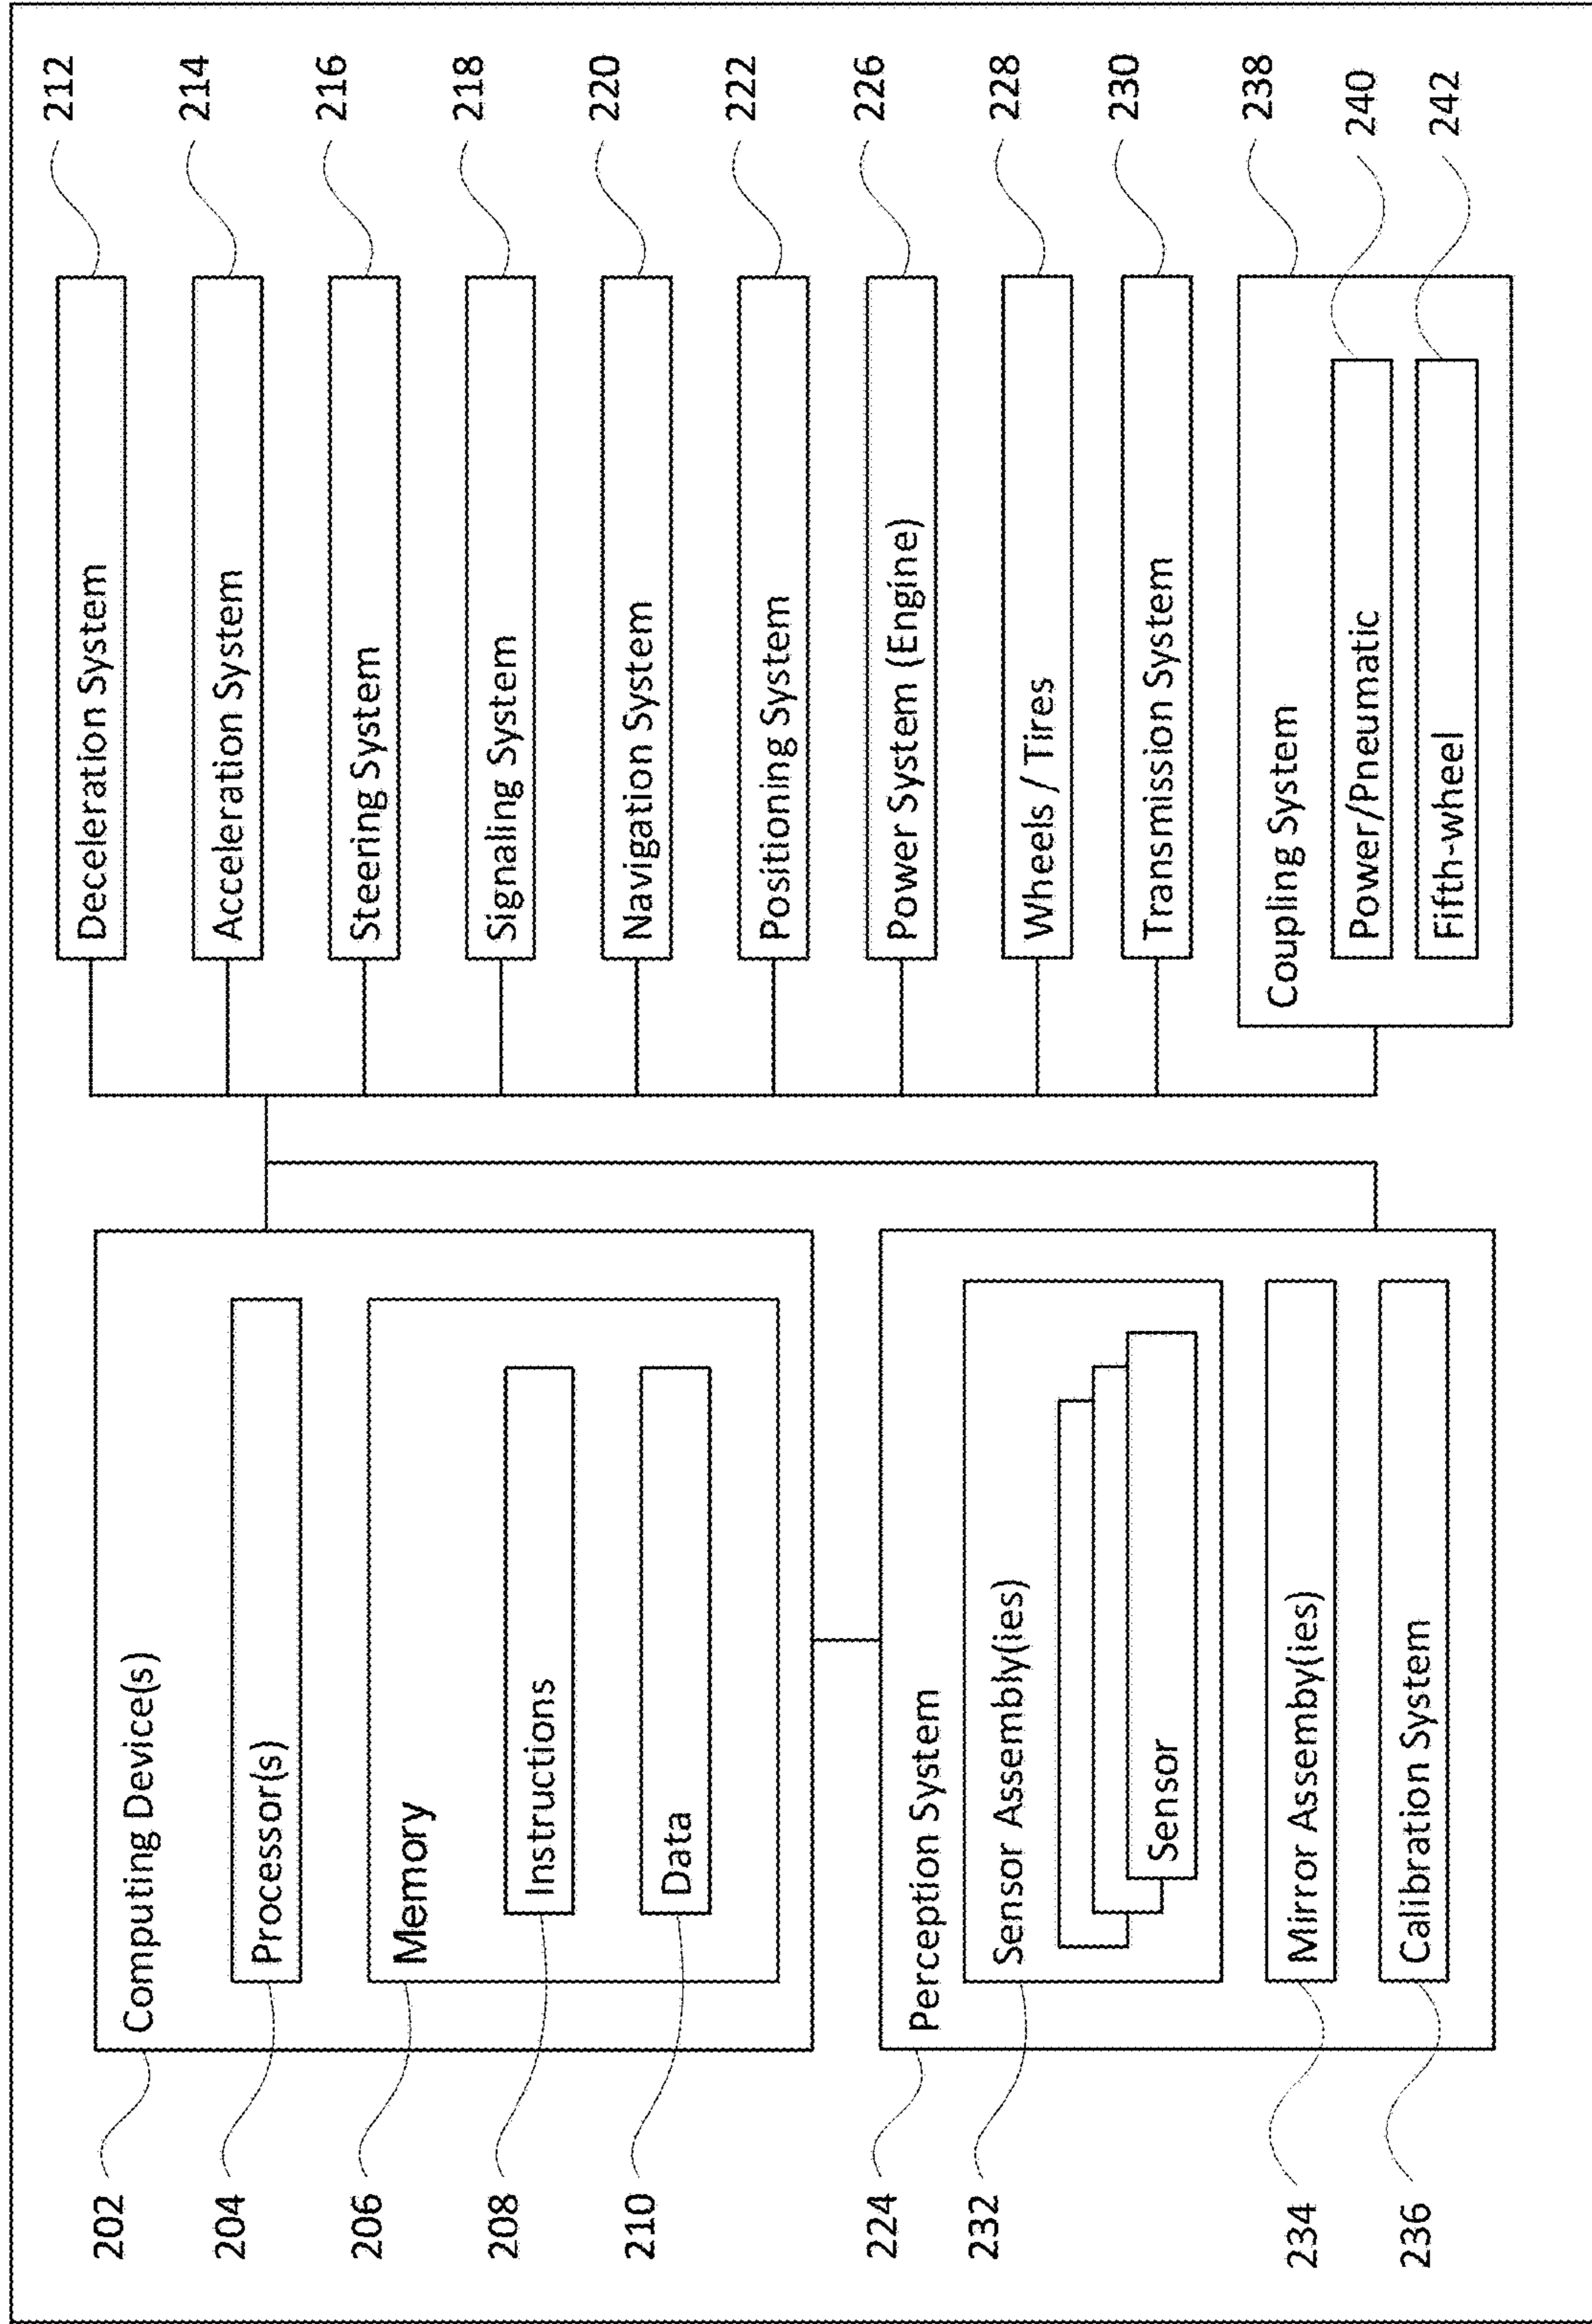 202
Computing Device(s)
204
Processor(s)
206
Memory
208
Instructions
210
Data
224
Perception System
232
Sensor Assembly(ies)
Sensor
234
Mirror Assemby(ies)
236
Calibration System
Deceleration System
212
Acceleration System
214
Steering System
216
Signaling System
218
Navigation System
220
Positioning System
222
Power System (Engine)
226
Wheels / Tires
228
Transmission System
230
Coupling System
238
Power/Pneumatic
240
Fifth-wheel
242